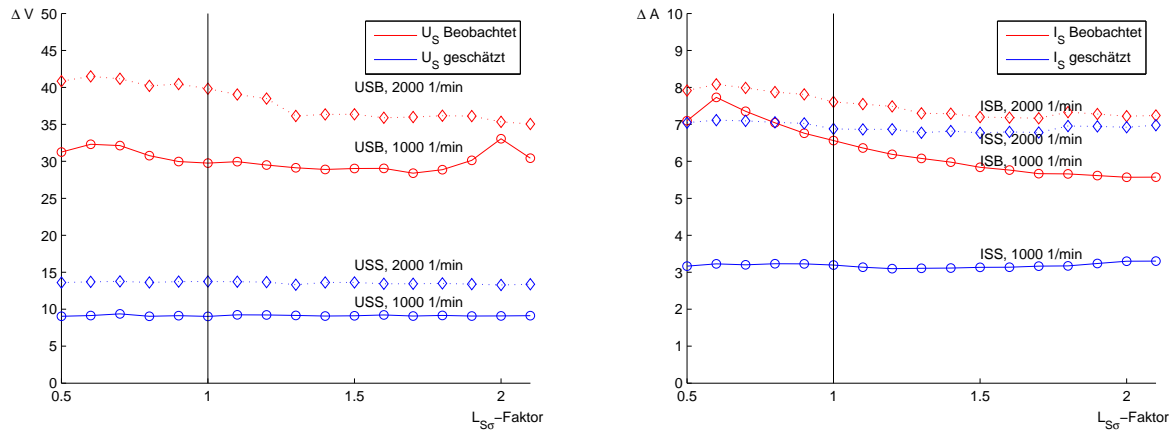 Δ V
50
45
40
35
30
25
20
15
10
5
0
0.5
1
1.5
2
L_Sσ−Faktor
U_S Beobachtet
U_S geschätzt
USB, 2000 1/min
USB, 1000 1/min
USS, 2000 1/min
USS, 1000 1/min
Δ A
10
9
8
7
6
5
4
3
2
1
0
0.5
1
1.5
2
L_Sσ−Faktor
I_S Beobachtet
I_S geschätzt
ISB, 2000 1/min
ISS, 2000 1/min
ISB, 1000 1/min
ISS, 1000 1/min